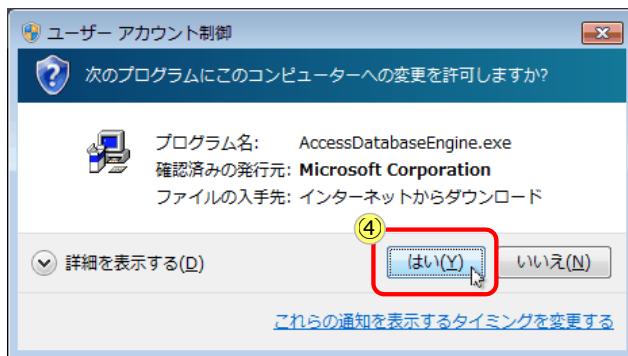 ユーザー アカウント制御
次のプログラムにこのコンピューターへの変更を許可しますか?
プログラム名: AccessDatabaseEngine.exe
確認済みの発行元: Microsoft Corporation
ファイルの入手先: インターネットからダウンロード
④
詳細を表示する(D) はい(Y) いいえ(N)
これらの通知を表示するタイミングを変更する